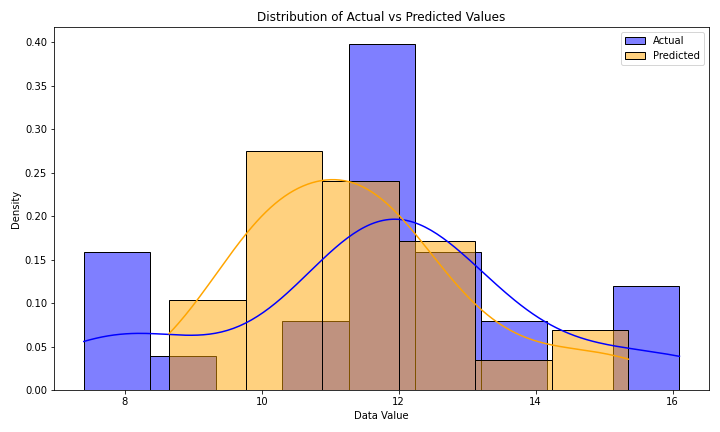 Distribution of Actual vs Predicted Values
Actual
Predicted
0.40
0.35
0.30
0.25
0.20
0.15
0.10
0.05
0.00
Density
8
10
12
14
16
Data Value